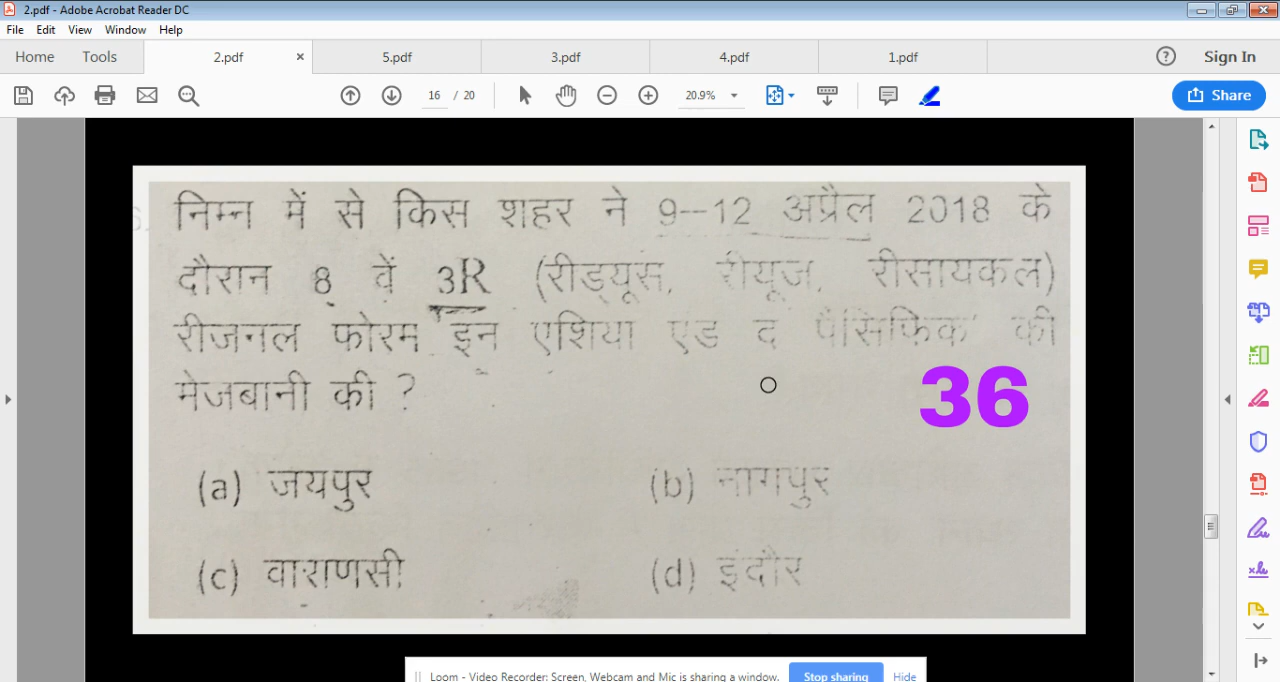 2.pdf - Adobe Acrobat Reader DC
File Edit View Window Help
Home Tools 2.pdf × 5.pdf 3.pdf 4.pdf 1.pdf ? Sign In
16 / 20 20.9% Share
निम्न में से किस शहर ने 9–12 अप्रैल 2018 के
दौरान 8 वें 3R (रीड्यूस, रीयूज, रीसायकल)
रीजनल फोरम इन एशिया एंड द पैसिफिक की
मेजबानी की ?
36
(a) जयपुर (b) नागपुर
(c) वाराणसी (d) इंदौर
Loom - Video Recorder: Screen, Webcam and Mic is sharing a window. Stop sharing Hide